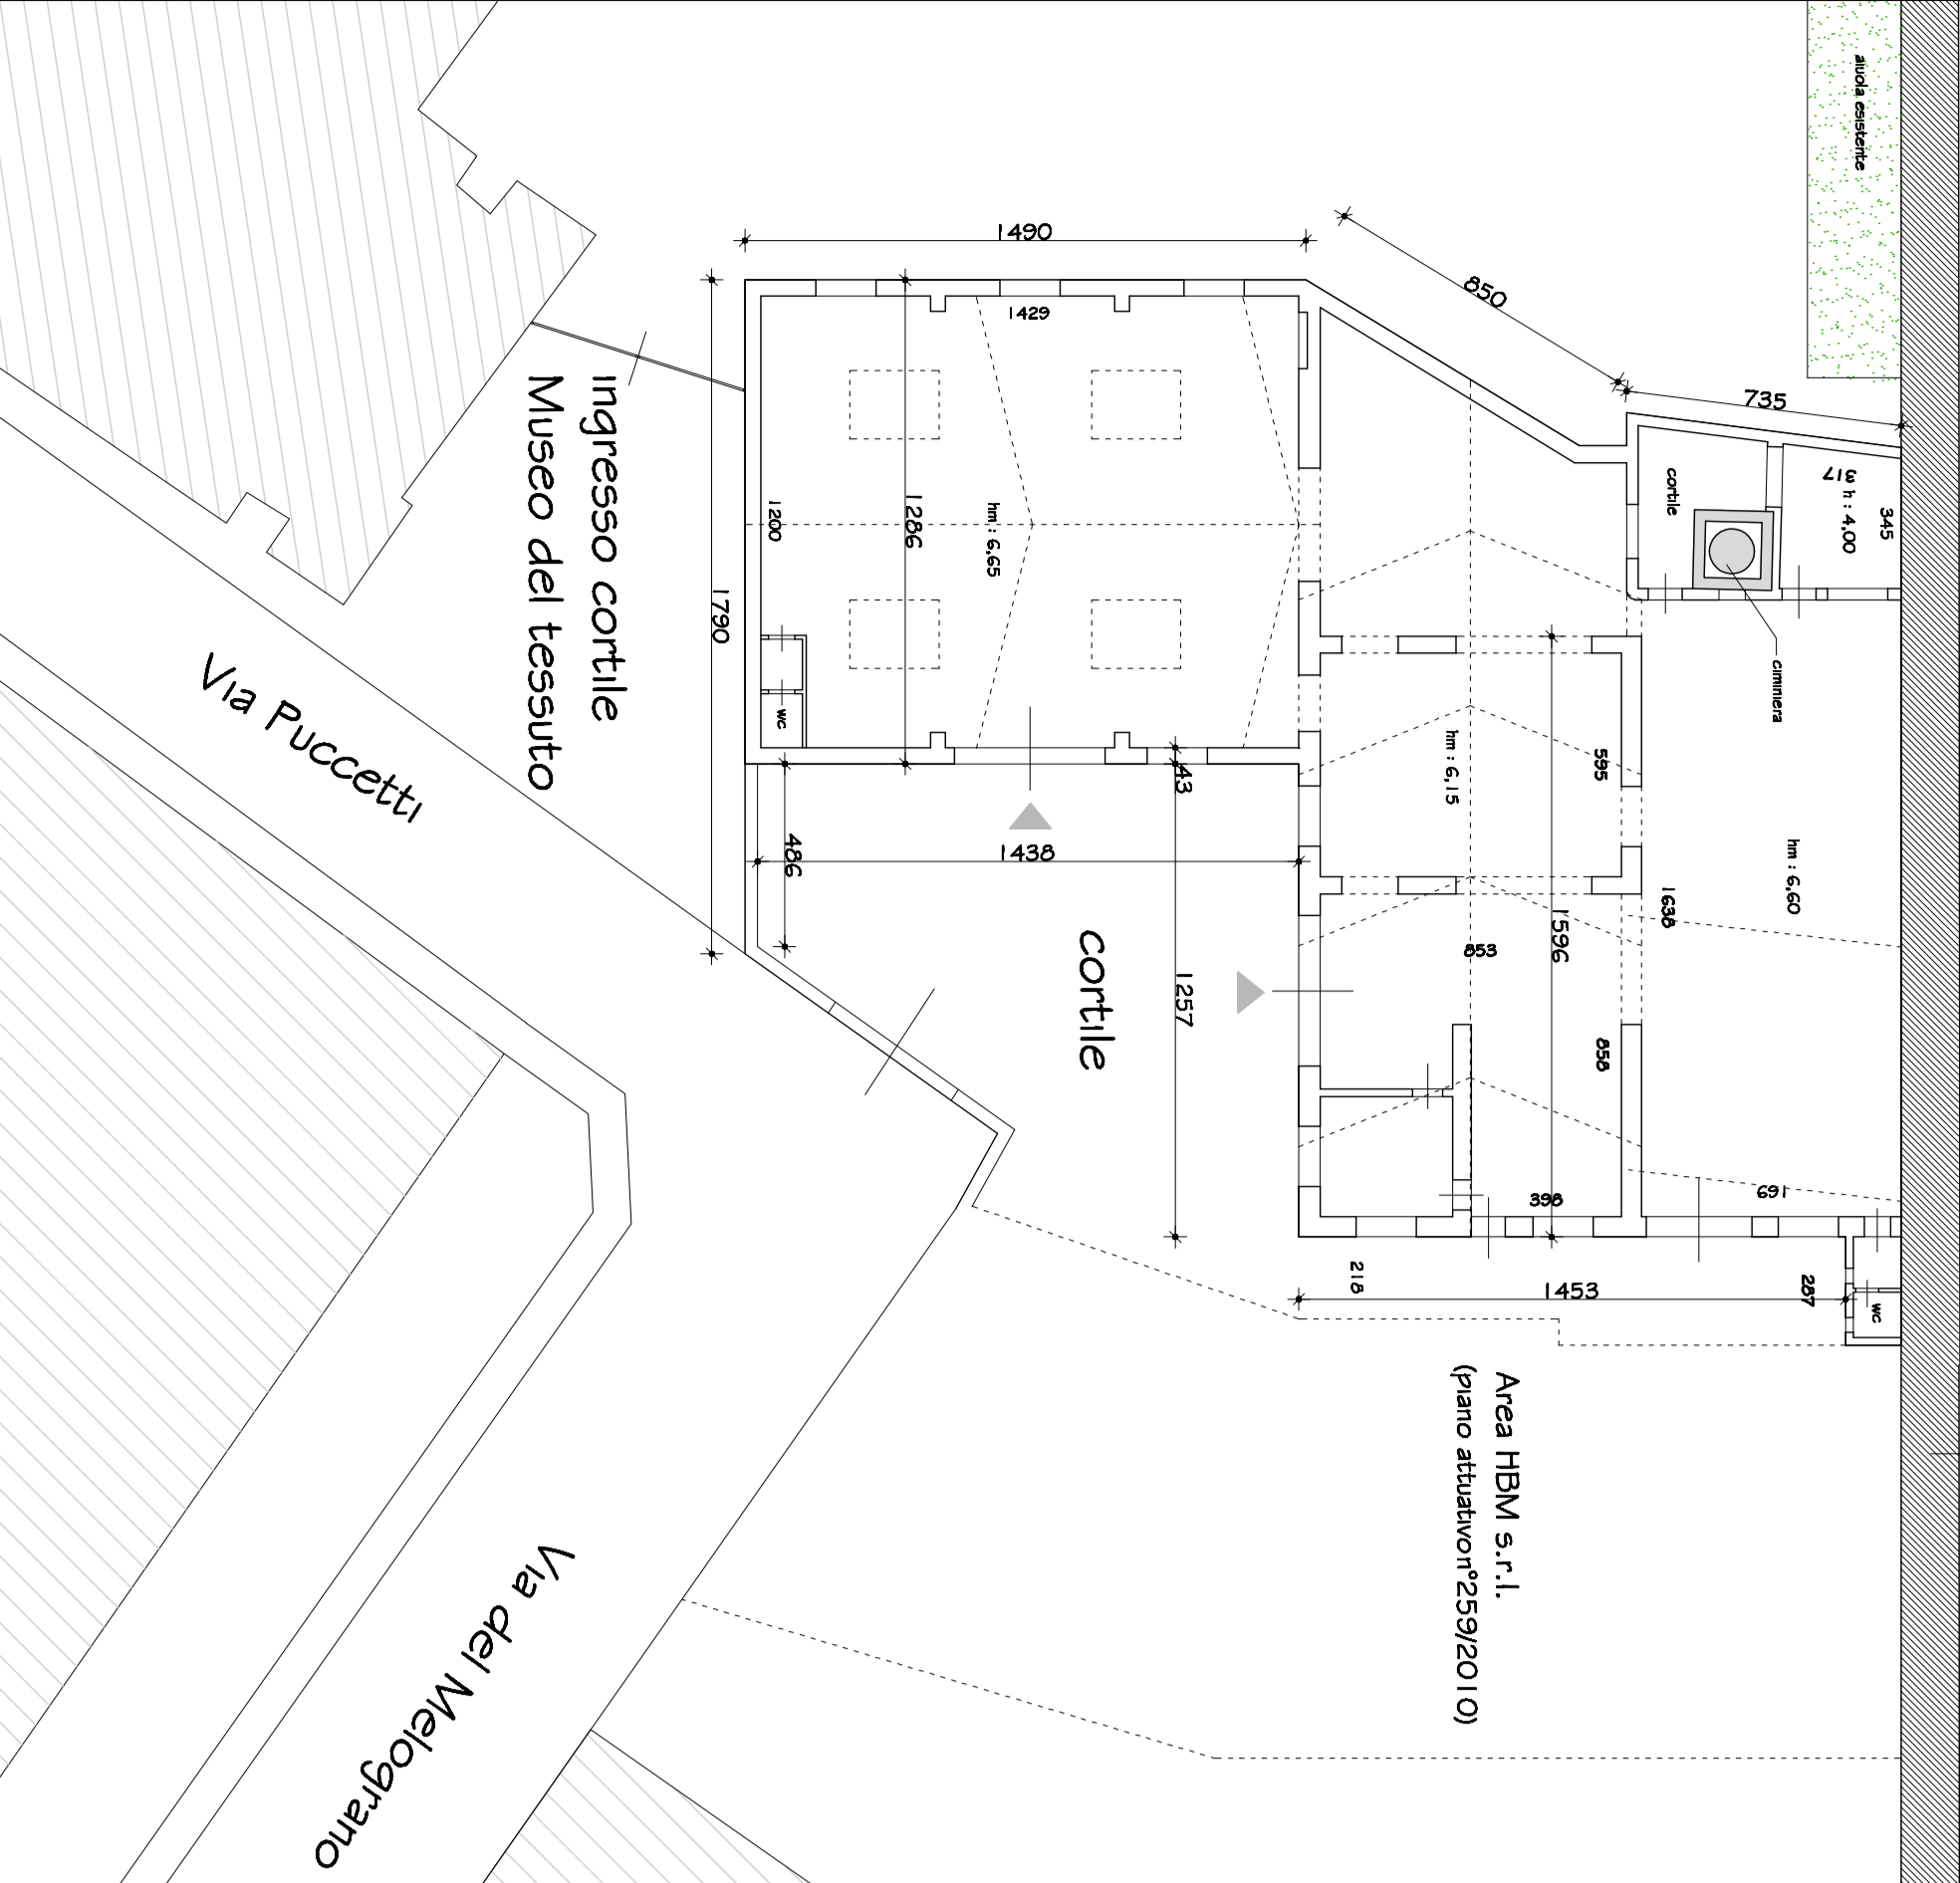 aiuola esistente
1490
850
735
1429
cortile
317
h : 4,00
345
1200
1286
hm : 6,65
Ingresso cortile
Museo del tessuto
1790
wc
ciminiera
Via Puccetti
43
486
1438
hm : 6,15
595
hm : 6,60
1638
1596
853
cortile
1257
858
398
691
218
1453
287
wc
Area HBM s.r.l.
(piano attuativon°259/2010)
Via del Melograno